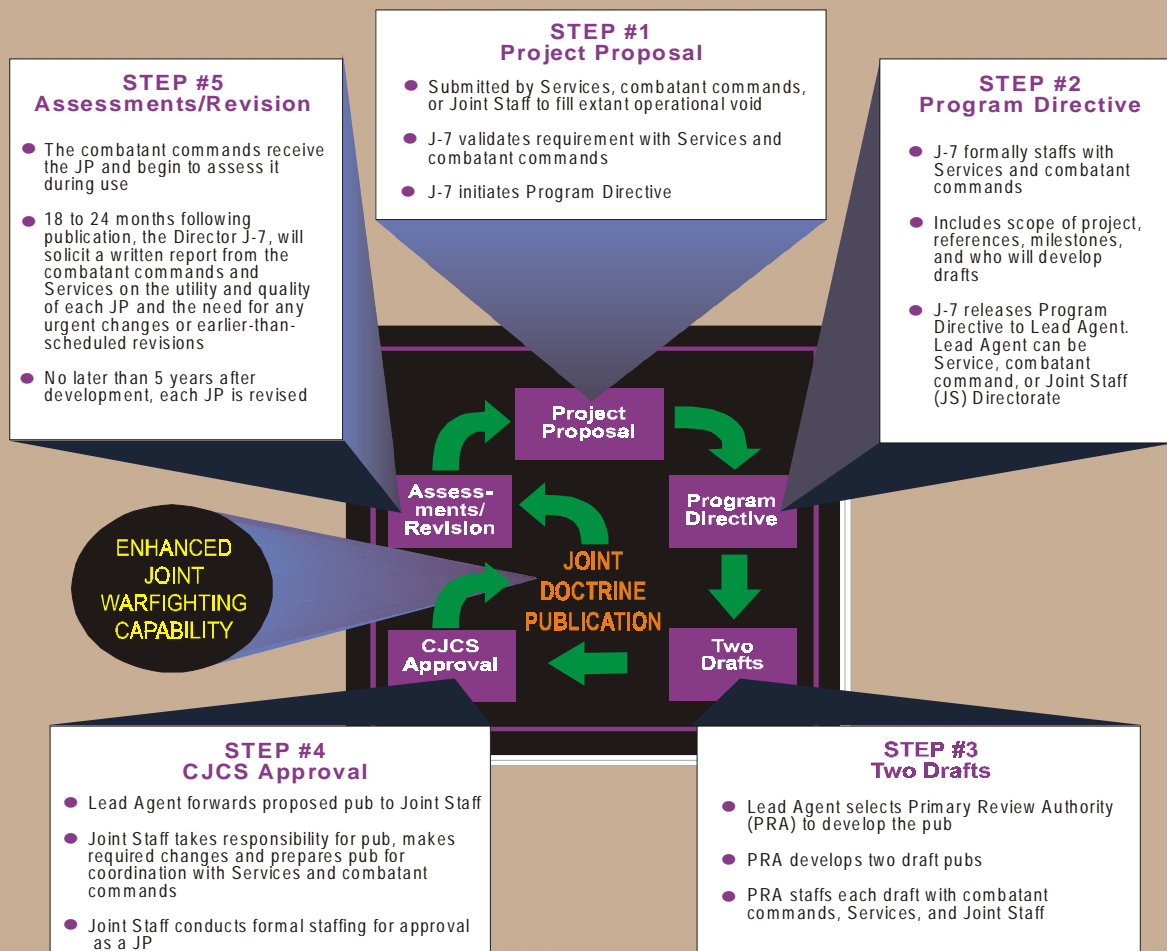 STEP #1
Project Proposal
Submitted by Services, combatant commands,
or Joint Staff to fill extant operational void
J-7 validates requirement with Services and
combatant commands
J-7 initiates Program Directive
STEP #5
Assessments/Revision
The combatant commands receive
the JP and begin to assess it
during use
18 to 24 months following
publication, the Director J-7, will
solicit a written report from the
combatant commands and
Services on the utility and quality
of each JP and the need for any
urgent changes or earlier-than-
scheduled revisions
No later than 5 years after
development, each JP is revised
STEP #2
Program Directive
J-7 formally staffs with
Services and combatant
commands
Includes scope of project,
references, milestones,
and who will develop
drafts
J-7 releases Program
Directive to Lead Agent.
Lead Agent can be
Service, combatant
command, or Joint Staff
(JS) Directorate
Project
Proposal
Assess-
ments/
Revision
Program
Directive
ENHANCED
JOINT
WARFIGHTING
CAPABILITY
JOINT
DOCTRINE
PUBLICATION
CJCS
Approval
Two
Drafts
STEP #4
CJCS Approval
Lead Agent forwards proposed pub to Joint Staff
Joint Staff takes responsibility for pub, makes
required changes and prepares pub for
coordination with Services and combatant
commands
Joint Staff conducts formal staffing for approval
as a JP
STEP #3
Two Drafts
Lead Agent selects Primary Review Authority
(PRA) to develop the pub
PRA develops two draft pubs
PRA staffs each draft with combatant
commands, Services, and Joint Staff